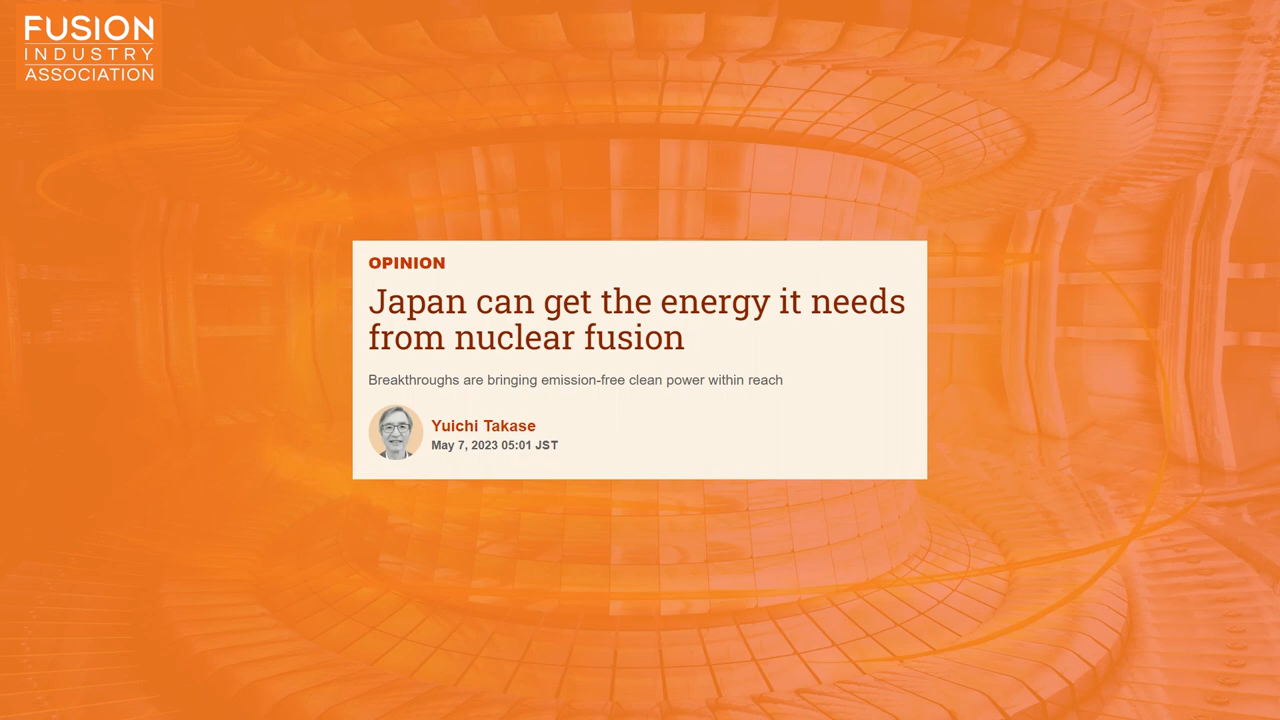 FUSION
INDUSTRY
ASSOCIATION
OPINION
Japan can get the energy it needs
from nuclear fusion
Breakthroughs are bringing emission-free clean power within reach
Yuichi Takase
May 7, 2023 05:01 JST